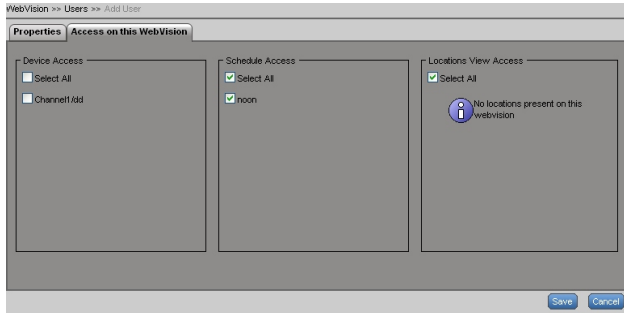 WebVision >> Users >> Add User
Properties
Access on this WebVision
Device Access
Select All
Channel1/dd
Schedule Access
Select All
noon
Locations View Access
Select All
No locations present on this
webvision
Save
Cancel